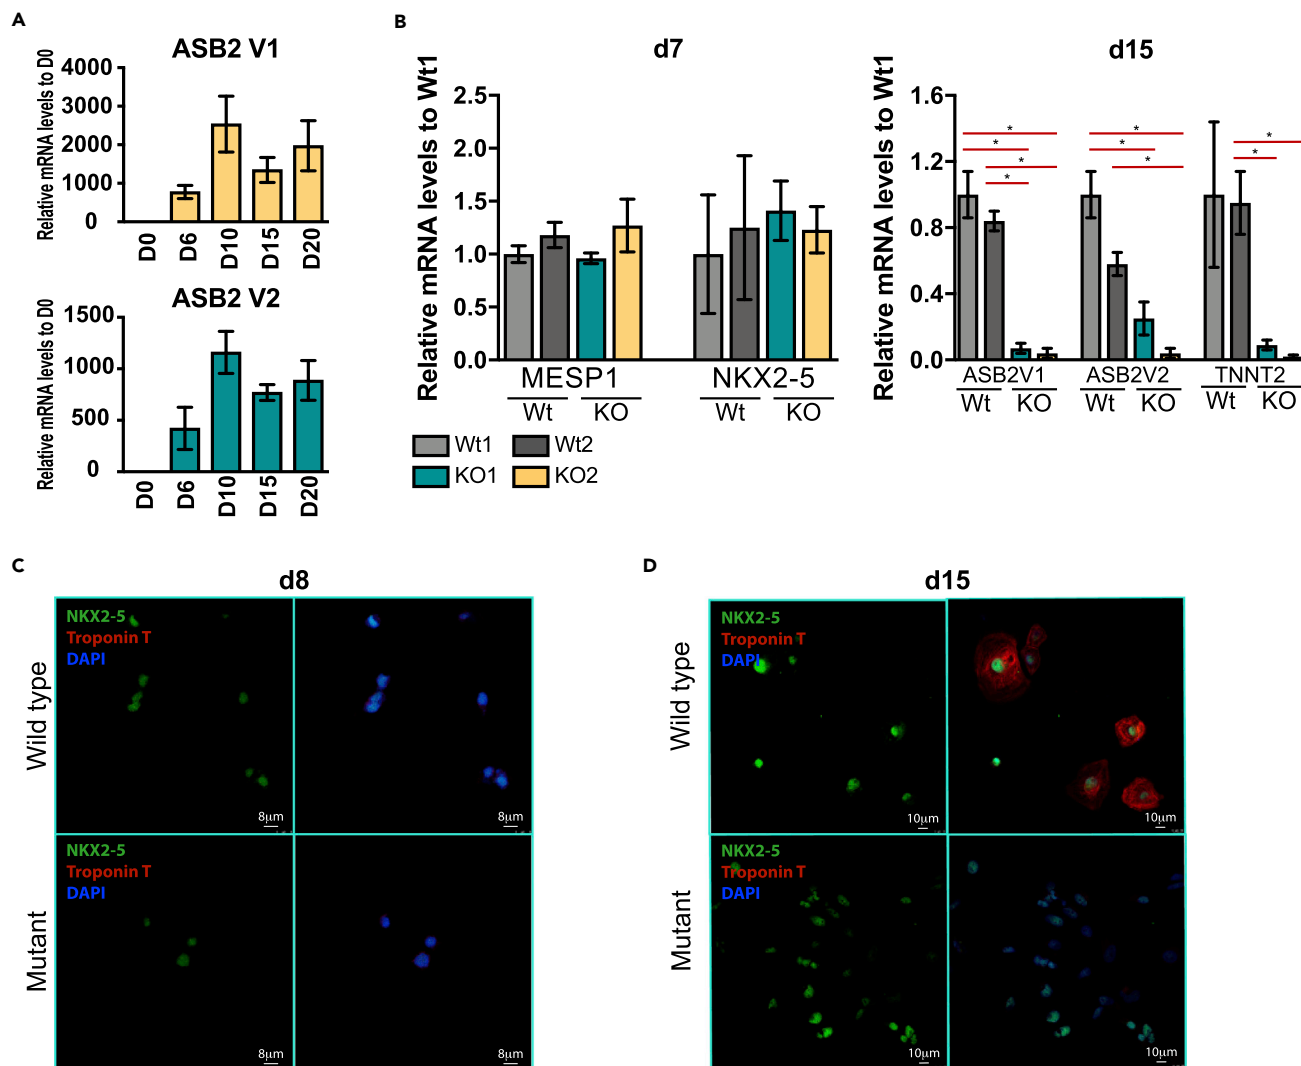 A
ASB2 V1
Relative mRNA levels to D0
4000
3000
2000
1000
0
D0
D6
D10
D15
D20
ASB2 V2
Relative mRNA levels to D0
1500
1000
500
0
D0
D6
D10
D15
D20
B
d7
Relative mRNA levels to Wt1
2.5
2.0
1.5
1.0
0.5
0.0
MESP1
NKX2-5
Wt
KO
Wt
KO
Wt1
Wt2
KO1
KO2
d15
Relative mRNA levels to Wt1
1.6
1.2
0.8
0.4
0.0
*
*
*
*
*
*
*
*
*
ASB2V1
ASB2V2
TNNT2
Wt
KO
Wt
KO
Wt
KO
C
d8
Wild type
NKX2-5
Troponin T
DAPI
8µm
8µm
Mutant
NKX2-5
Troponin T
DAPI
8µm
8µm
D
d15
Wild type
NKX2-5
Troponin T
DAPI
10µm
10µm
Mutant
NKX2-5
Troponin T
DAPI
10µm
10µm